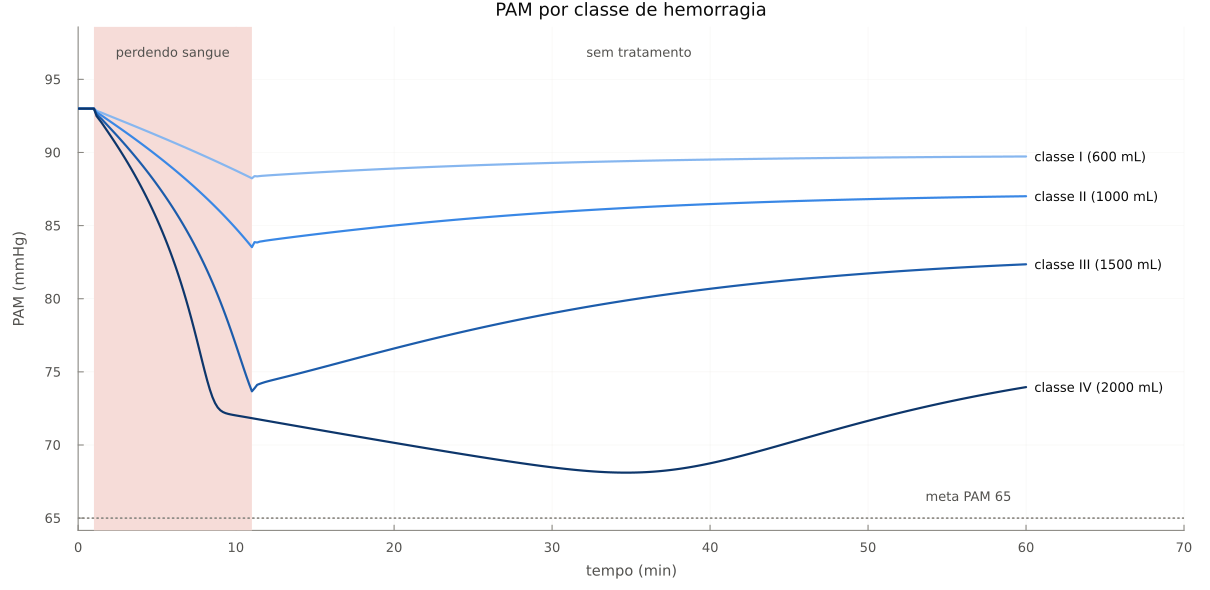 PAM por classe de hemorragia
perdendo sangue
sem tratamento
PAM (mmHg)
95
90
85
80
75
70
65
classe I (600 mL)
classe II (1000 mL)
classe III (1500 mL)
classe IV (2000 mL)
meta PAM 65
0
10
20
30
40
50
60
70
tempo (min)